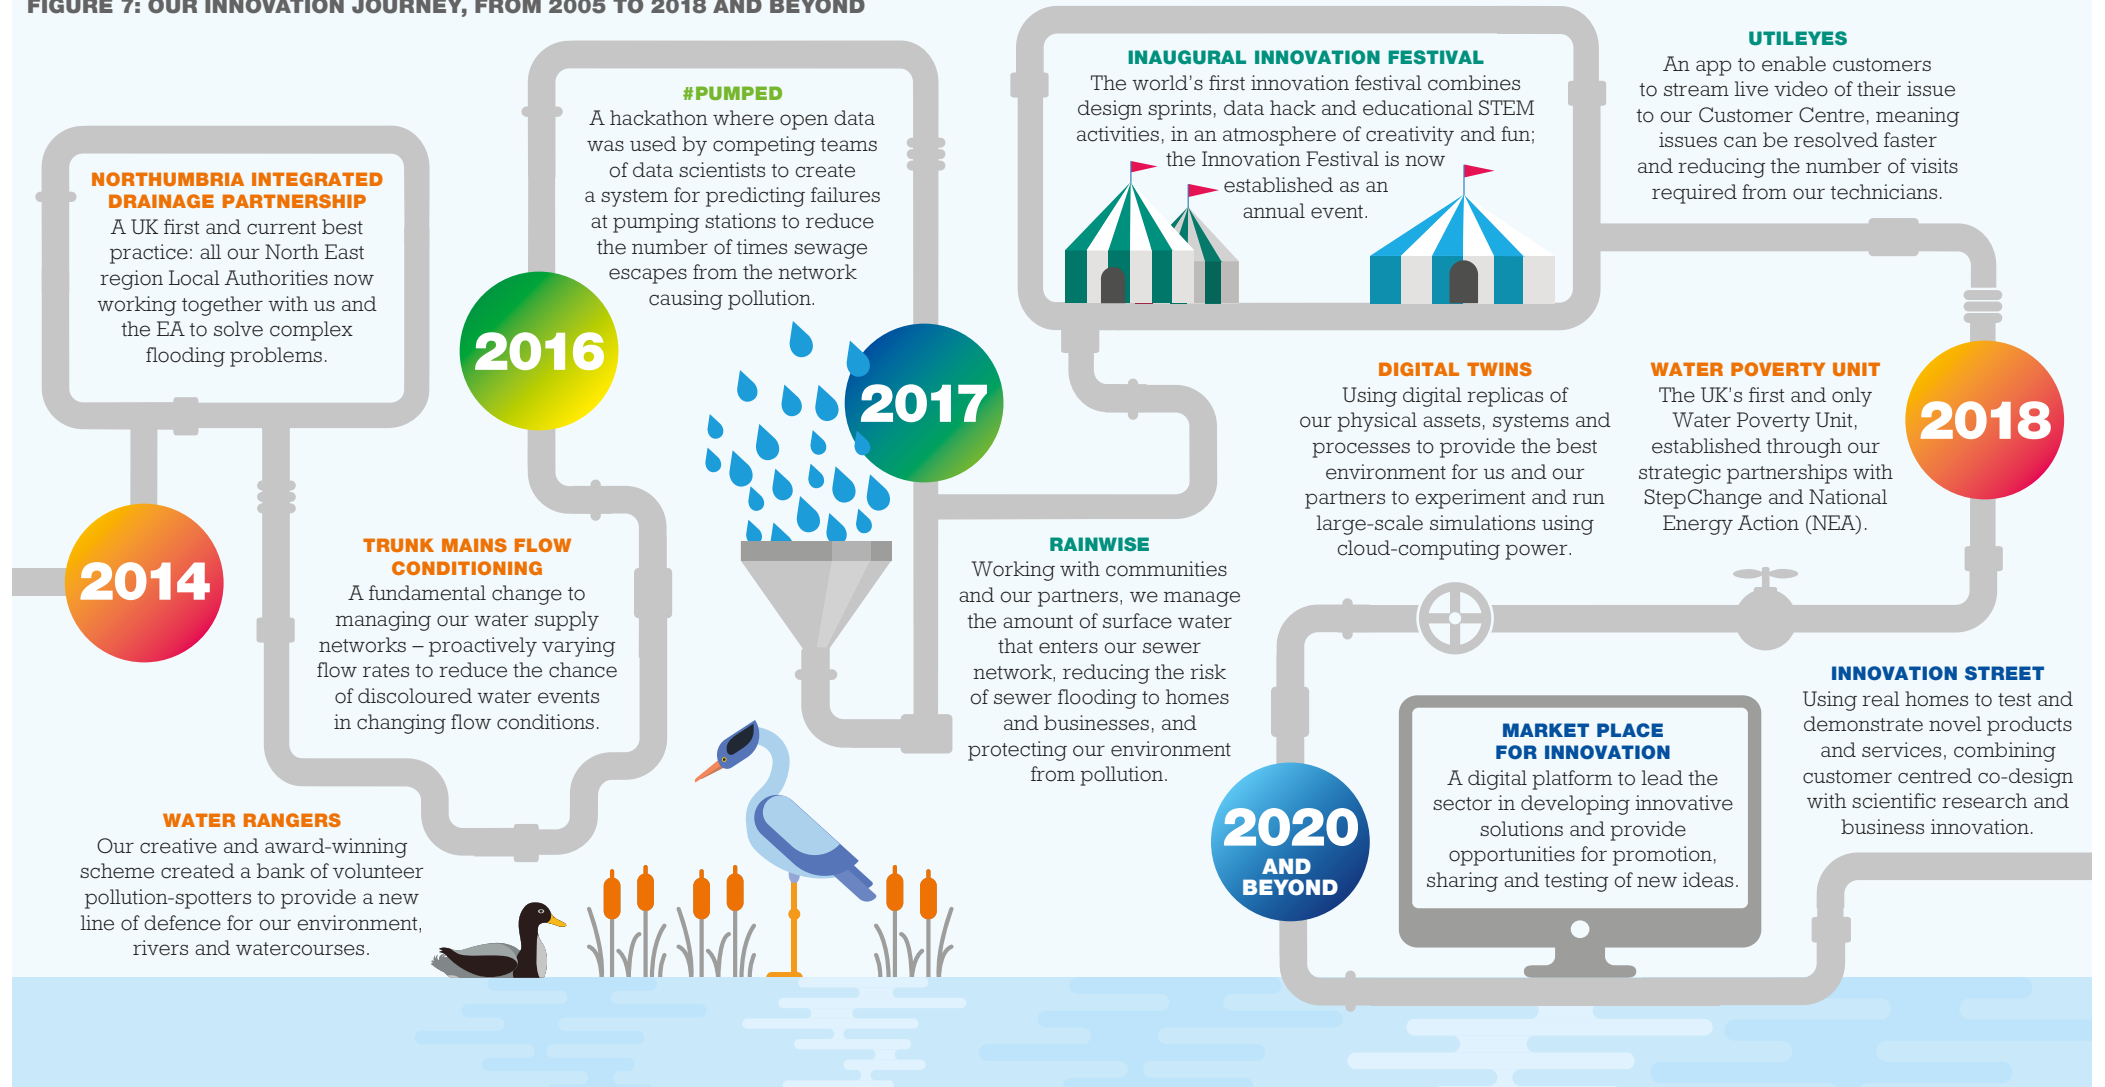 FIGURE 7: OUR INNOVATION JOURNEY, FROM 2005 TO 2018 AND BEYOND
NORTHUMBRIA INTEGRATED
DRAINAGE PARTNERSHIP
A UK first and current best
practice: all our North East
region Local Authorities now
working together with us and
the EA to solve complex
flooding problems.
2014
WATER RANGERS
Our creative and award-winning
scheme created a bank of volunteer
pollution-spotters to provide a new
line of defence for our environment,
rivers and watercourses.
TRUNK MAINS FLOW
CONDITIONING
A fundamental change to
managing our water supply
networks – proactively varying
flow rates to reduce the chance
of discoloured water events
in changing flow conditions.
2016
#PUMPED
A hackathon where open data
was used by competing teams
of data scientists to create
a system for predicting failures
at pumping stations to reduce
the number of times sewage
escapes from the network
causing pollution.
2017
RAINWISE
Working with communities
and our partners, we manage
the amount of surface water
that enters our sewer
network, reducing the risk
of sewer flooding to homes
and businesses, and
protecting our environment
from pollution.
INAUGURAL INNOVATION FESTIVAL
The world's first innovation festival combines
design sprints, data hack and educational STEM
activities, in an atmosphere of creativity and fun;
the Innovation Festival is now
established as an
annual event.
UTILEYES
An app to enable customers
to stream live video of their issue
to our Customer Centre, meaning
issues can be resolved faster
and reducing the number of visits
required from our technicians.
2018
WATER POVERTY UNIT
The UK's first and only
Water Poverty Unit,
established through our
strategic partnerships with
StepChange and National
Energy Action (NEA).
DIGITAL TWINS
Using digital replicas of
our physical assets, systems and
processes to provide the best
environment for us and our
partners to experiment and run
large-scale simulations using
cloud-computing power.
2020
AND
BEYOND
MARKET PLACE
FOR INNOVATION
A digital platform to lead the
sector in developing innovative
solutions and provide
opportunities for promotion,
sharing and testing of new ideas.
INNOVATION STREET
Using real homes to test and
demonstrate novel products
and services, combining
customer centred co-design
with scientific research and
business innovation.